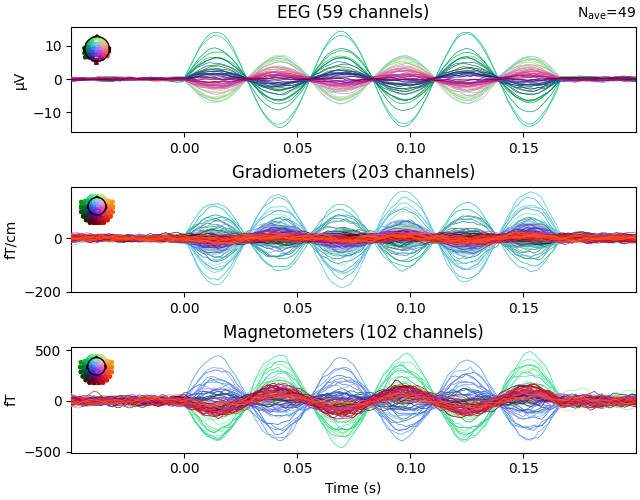 EEG (59 channels)
Nave=49
10
0
−10
µV
0.00 0.05 0.10 0.15
Gradiometers (203 channels)
0
−200
fT/cm
0.00 0.05 0.10 0.15
Magnetometers (102 channels)
500
0
−500
fT
0.00 0.05 0.10 0.15
Time (s)